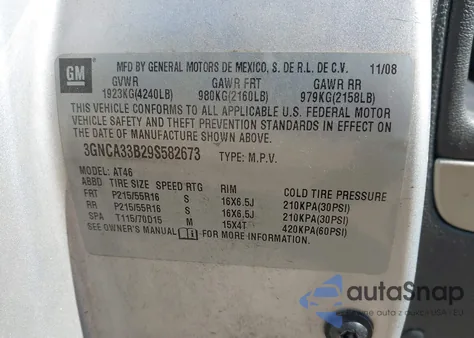 GM
MFD BY GENERAL MOTORS DE MEXICO, S. DE R.L. DE C.V. 11/08
GVWR GAWR FRT GAWR RR
1923KG(4240LB) 980KG(2160LB) 979KG(2158LB)
THIS VEHICLE CONFORMS TO ALL APPLICABLE U.S. FEDERAL MOTOR
VEHICLE SAFETY AND THEFT PREVENTION STANDARDS IN EFFECT ON
THE DATE OF MANUFACTURE SHOWN ABOVE.
3GNCA33B29S582673 TYPE: M.P.V.
MODEL: AT46
ABBD TIRE SIZE SPEED RTG RIM COLD TIRE PRESSURE
FRT P215/55R16 S 16X6.5J 210KPA(30PSI)
RR P215/55R16 S 16X6.5J 210KPA(30PSI)
SPA T115/70D15 M 15X4T 420KPA(60PSI)
SEE OWNER'S MANUAL FOR MORE INFORMATION.
autoSnap